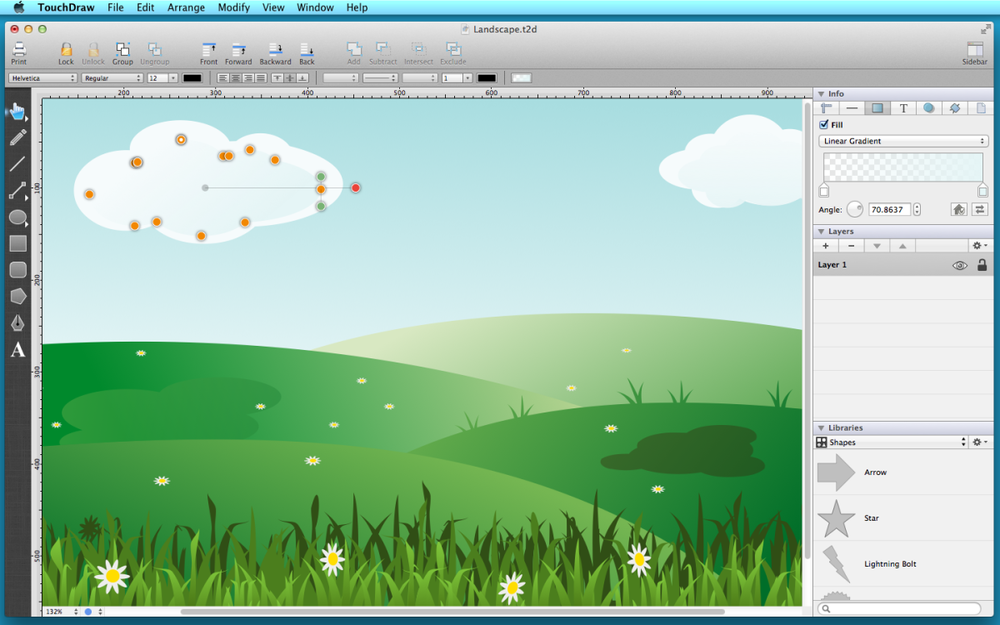 TouchDraw File Edit Arrange Modify View Window Help
Landscape.t2d
Print Lock Unlock Group Ungroup Front Forward Backward Back Add Subtract Intersect Exclude Sidebar
Helvetica Regular 12 1
200 300 400 500 600 700 800 900
Info
T
Fill
Linear Gradient
100
Angle: 70.8637
Layers
+ −
Layer 1
200
A
300
Libraries
Shapes
400
Arrow
Star
500
Lightning Bolt
132%